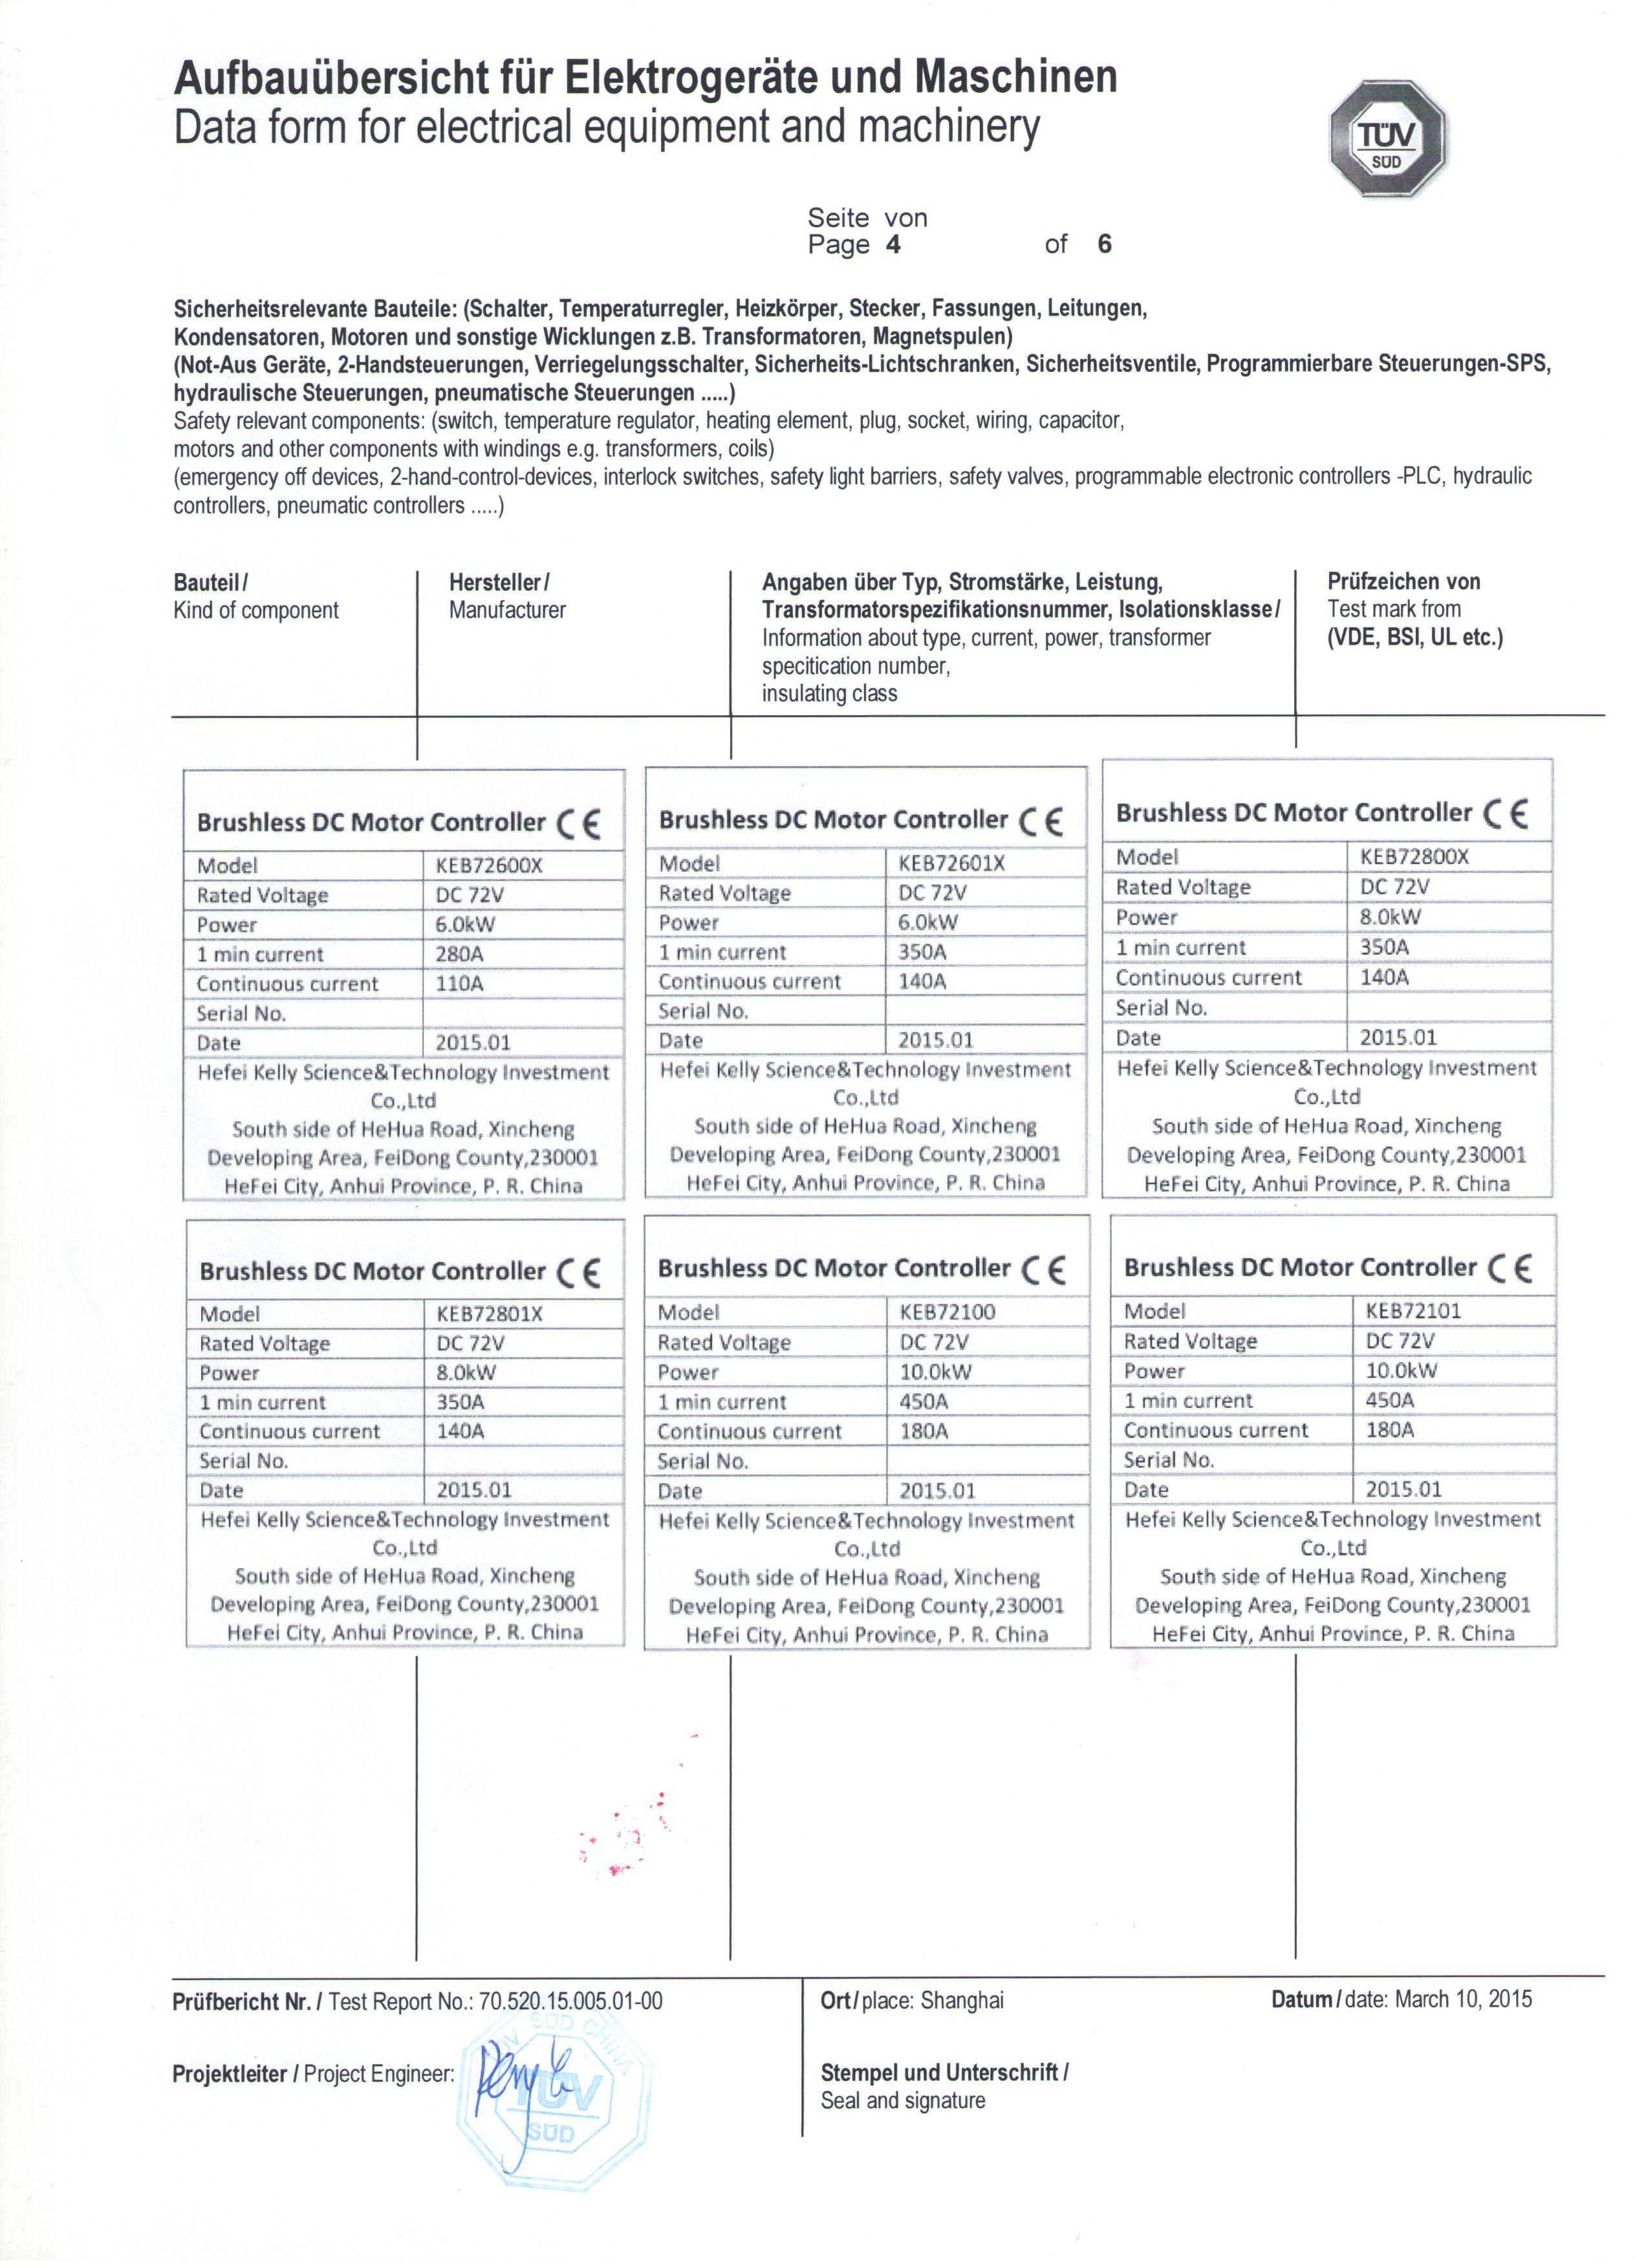 Aufbauübersicht für Elektrogeräte und Maschinen
Data form for electrical equipment and machinery
TÜV
SÜD
Seite von
Page 4 of 6
Sicherheitsrelevante Bauteile: (Schalter, Temperaturregler, Heizkörper, Stecker, Fassungen, Leitungen,
Kondensatoren, Motoren und sonstige Wicklungen z.B. Transformatoren, Magnetspulen)
(Not-Aus Geräte, 2-Handsteuerungen, Verriegelungsschalter, Sicherheits-Lichtschranken, Sicherheitsventile, Programmierbare Steuerungen-SPS,
hydraulische Steuerungen, pneumatische Steuerungen .....)
Safety relevant components: (switch, temperature regulator, heating element, plug, socket, wiring, capacitor,
motors and other components with windings e.g. transformers, coils)
(emergency off devices, 2-hand-control-devices, interlock switches, safety light barriers, safety valves, programmable electronic controllers -PLC, hydraulic
controllers, pneumatic controllers .....)
Bauteil /
Kind of component
Hersteller /
Manufacturer
Angaben über Typ, Stromstärke, Leistung,
Transformatorspezifikationsnummer, Isolationsklasse /
Information about type, current, power, transformer
specitication number,
insulating class
Prüfzeichen von
Test mark from
(VDE, BSI, UL etc.)
Brushless DC Motor Controller CE
Model KEB72600X
Rated Voltage DC 72V
Power 6.0kW
1 min current 280A
Continuous current 110A
Serial No.
Date 2015.01
Hefei Kelly Science&Technology Investment
Co.,Ltd
South side of HeHua Road, Xincheng
Developing Area, FeiDong County,230001
HeFei City, Anhui Province, P. R. China
Brushless DC Motor Controller CE
Model KEB72601X
Rated Voltage DC 72V
Power 6.0kW
1 min current 350A
Continuous current 140A
Serial No.
Date 2015.01
Hefei Kelly Science&Technology Investment
Co.,Ltd
South side of HeHua Road, Xincheng
Developing Area, FeiDong County,230001
HeFei City, Anhui Province, P. R. China
Brushless DC Motor Controller CE
Model KEB72800X
Rated Voltage DC 72V
Power 8.0kW
1 min current 350A
Continuous current 140A
Serial No.
Date 2015.01
Hefei Kelly Science&Technology Investment
Co.,Ltd
South side of HeHua Road, Xincheng
Developing Area, FeiDong County,230001
HeFei City, Anhui Province, P. R. China
Brushless DC Motor Controller CE
Model KEB72801X
Rated Voltage DC 72V
Power 8.0kW
1 min current 350A
Continuous current 140A
Serial No.
Date 2015.01
Hefei Kelly Science&Technology Investment
Co.,Ltd
South side of HeHua Road, Xincheng
Developing Area, FeiDong County,230001
HeFei City, Anhui Province, P. R. China
Brushless DC Motor Controller CE
Model KEB72100
Rated Voltage DC 72V
Power 10.0kW
1 min current 450A
Continuous current 180A
Serial No.
Date 2015.01
Hefei Kelly Science&Technology Investment
Co.,Ltd
South side of HeHua Road, Xincheng
Developing Area, FeiDong County,230001
HeFei City, Anhui Province, P. R. China
Brushless DC Motor Controller CE
Model KEB72101
Rated Voltage DC 72V
Power 10.0kW
1 min current 450A
Continuous current 180A
Serial No.
Date 2015.01
Hefei Kelly Science&Technology Investment
Co.,Ltd
South side of HeHua Road, Xincheng
Developing Area, FeiDong County,230001
HeFei City, Anhui Province, P. R. China
Prüfbericht Nr. / Test Report No.: 70.520.15.005.01-00
Ort / place: Shanghai
Datum / date: March 10, 2015
Projektleiter / Project Engineer:
TÜV SÜD CHINA
TÜV
SÜD
Stempel und Unterschrift /
Seal and signature